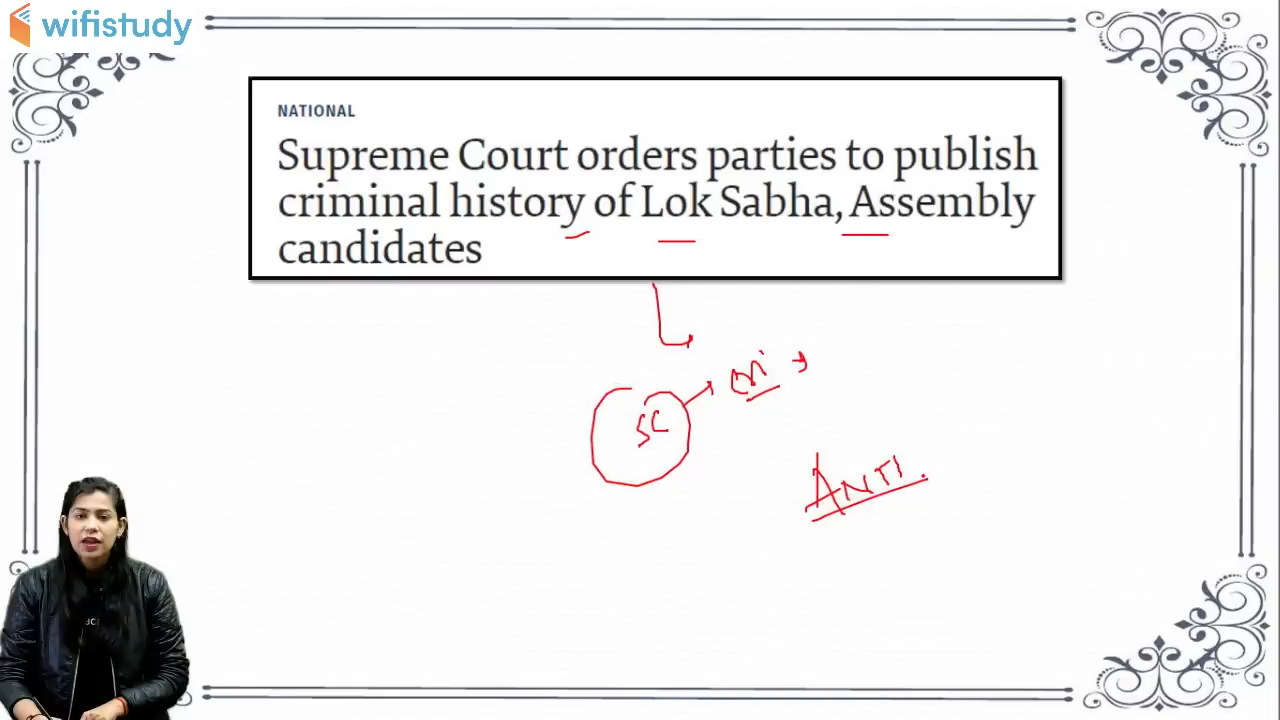 wifistudy
NATIONAL
Supreme Court orders parties to publish
criminal history of Lok Sabha, Assembly
candidates
SC
ANTI.